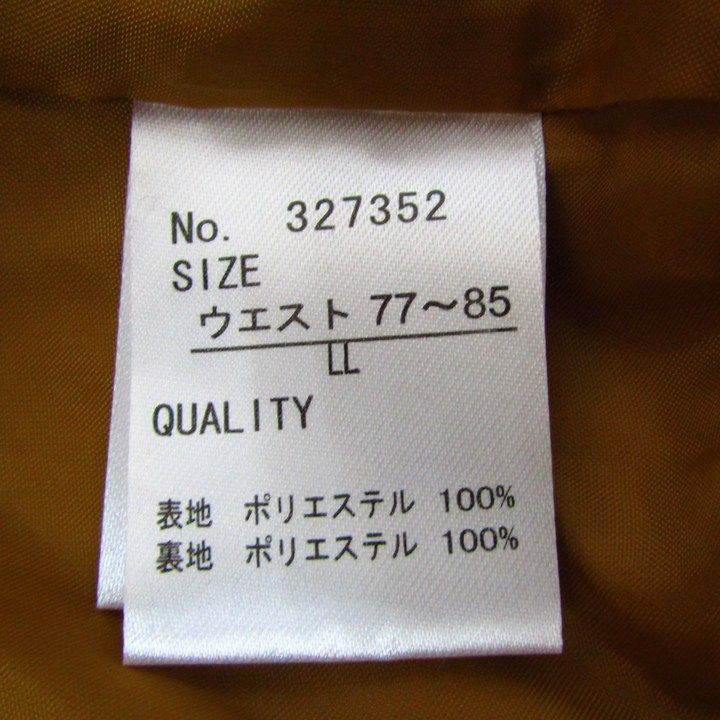 No. 327352
SIZE
ウエスト 77～85
LL
QUALITY
表地 ポリエステル 100%
裏地 ポリエステル 100%